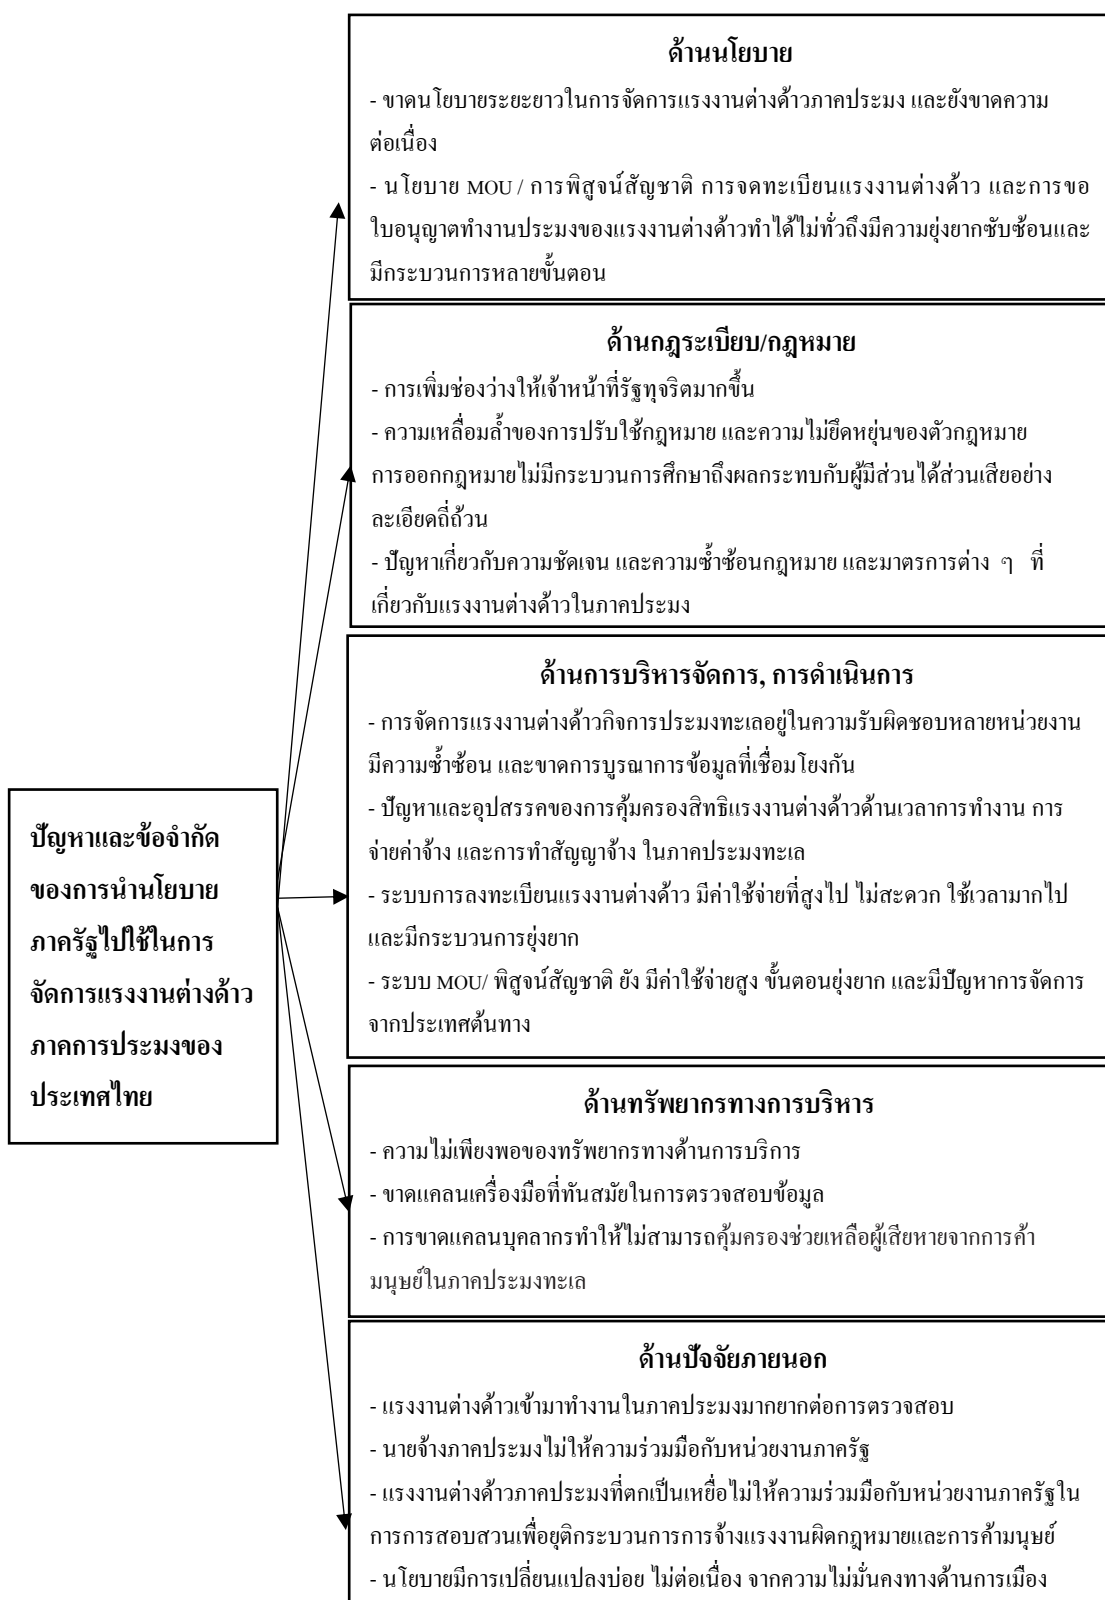 ด้านนโยบาย
- ขาดนโยบายระยะยาวในการจัดการแรงงานต่างด้าวภาคประมง และยังขาดความ
ต่อเนื่อง
- นโยบาย MOU / การพิสูจน์สัญชาติ การจดทะเบียนแรงงานต่างด้าว และการขอ
ใบอนุญาตทำงานประมงของแรงงานต่างด้าวทำได้ไม่ทั่วถึงมีความยุ่งยากซับซ้อนและ
มีกระบวนการหลายขั้นตอน
ด้านกฎระเบียบ/กฎหมาย
- การเพิ่มช่องว่างให้เจ้าหน้าที่รัฐทุจริตมากขึ้น
- ความเหลื่อมล้ำของการปรับใช้กฎหมาย และความไม่ยืดหยุ่นของตัวกฎหมาย
การออกกฎหมายไม่มีกระบวนการศึกษาถึงผลกระทบกับผู้มีส่วนได้ส่วนเสียอย่าง
ละเอียดถี่ถ้วน
- ปัญหาเกี่ยวกับความชัดเจน และความซ้ำซ้อนกฎหมาย และมาตรการต่าง ๆ ที่
เกี่ยวกับแรงงานต่างด้าวในภาคประมง
ด้านการบริหารจัดการ, การดำเนินการ
- การจัดการแรงงานต่างด้าวกิจการประมงทะเลอยู่ในความรับผิดชอบหลายหน่วยงาน
มีความซ้ำซ้อน และขาดการบูรณาการข้อมูลที่เชื่อมโยงกัน
- ปัญหาและอุปสรรคของการคุ้มครองสิทธิแรงงานต่างด้าวด้านเวลาการทำงาน การ
จ่ายค่าจ้าง และการทำสัญญาจ้าง ในภาคประมงทะเล
- ระบบการลงทะเบียนแรงงานต่างด้าว มีค่าใช้จ่ายที่สูงไป ไม่สะดวก ใช้เวลามากไป
และมีกระบวนการยุ่งยาก
- ระบบ MOU/ พิสูจน์สัญชาติ ยัง มีค่าใช้จ่ายสูง ขั้นตอนยุ่งยาก และมีปัญหาการจัดการ
จากประเทศต้นทาง
ปัญหาและข้อจำกัด
ของการนำนโยบาย
ภาครัฐไปใช้ในการ
จัดการแรงงานต่างด้าว
ภาคการประมงของ
ประเทศไทย
ด้านทรัพยากรทางการบริหาร
- ความไม่เพียงพอของทรัพยากรทางด้านการบริการ
- ขาดแคลนเครื่องมือที่ทันสมัยในการตรวจสอบข้อมูล
- การขาดแคลนบุคลากรทำให้ไม่สามารถคุ้มครองช่วยเหลือผู้เสียหายจากการค้า
มนุษย์ในภาคประมงทะเล
ด้านปัจจัยภายนอก
- แรงงานต่างด้าวเข้ามาทำงานในภาคประมงมากยากต่อการตรวจสอบ
- นายจ้างภาคประมงไม่ให้ความร่วมมือกับหน่วยงานภาครัฐ
- แรงงานต่างด้าวภาคประมงที่ตกเป็นเหยื่อไม่ให้ความร่วมมือกับหน่วยงานภาครัฐใน
การการสอบสวนเพื่อยุติกระบวนการการจ้างแรงงานผิดกฎหมายและการค้ามนุษย์
- นโยบายมีการเปลี่ยนแปลงบ่อย ไม่ต่อเนื่อง จากความไม่มั่นคงทางด้านการเมือง